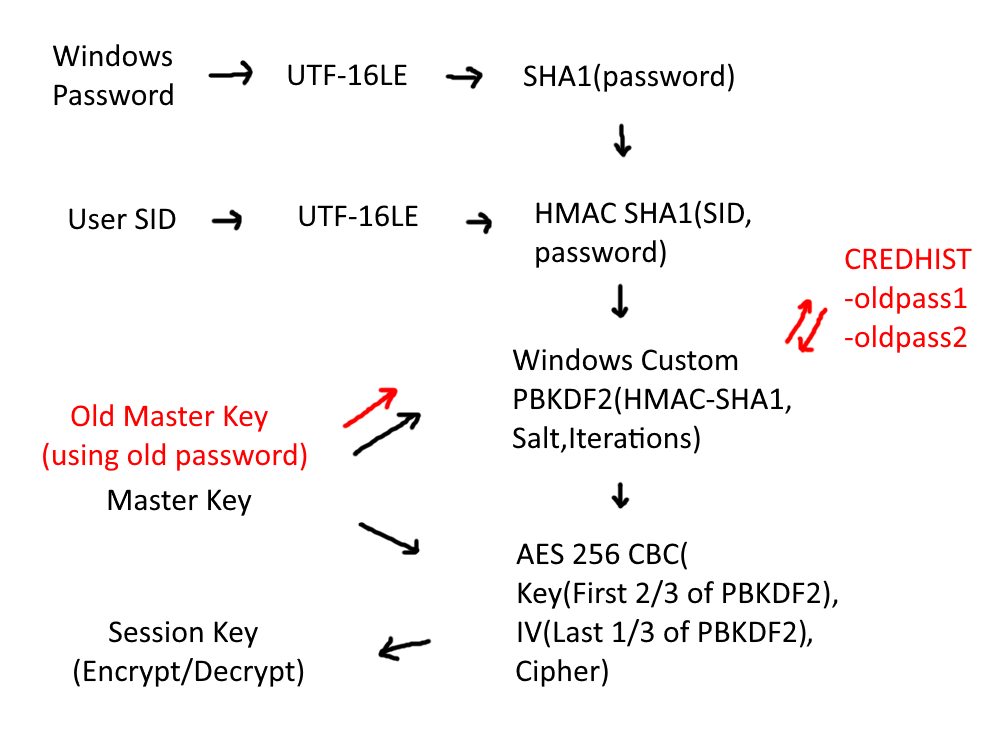 Windows
Password
UTF-16LE
SHA1(password)
User SID
UTF-16LE
HMAC SHA1(SID,
password)
CREDHIST
-oldpass1
-oldpass2
Windows Custom
PBKDF2(HMAC-SHA1,
Salt,Iterations)
Old Master Key
(using old password)
Master Key
AES 256 CBC(
Key(First 2/3 of PBKDF2),
IV(Last 1/3 of PBKDF2),
Cipher)
Session Key
(Encrypt/Decrypt)